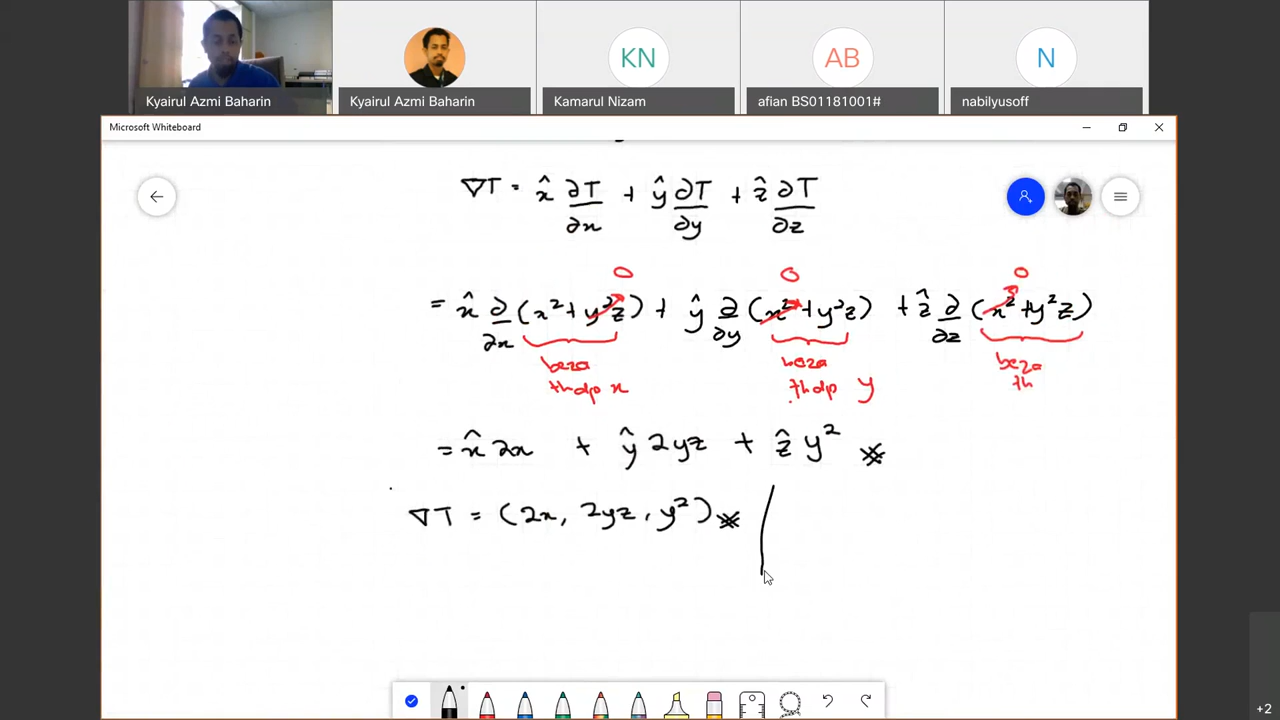 KN
AB
N
Kyairul Azmi Baharin
Kyairul Azmi Baharin
Kamarul Nizam
afian BS01181001#
nabilyusoff
Microsoft Whiteboard
∇T = x̂ ∂T/∂x + ŷ ∂T/∂y + ẑ ∂T/∂z
0 0 0
= x̂ ∂/∂x (x² + y²z) + ŷ ∂/∂y (x² + y²z) + ẑ ∂/∂z (x² + y²z)
beza beza beza
thdp x thdp y th
= x̂ 2x + ŷ 2yz + ẑ y²
∇T = (2x, 2yz, y²)
+2